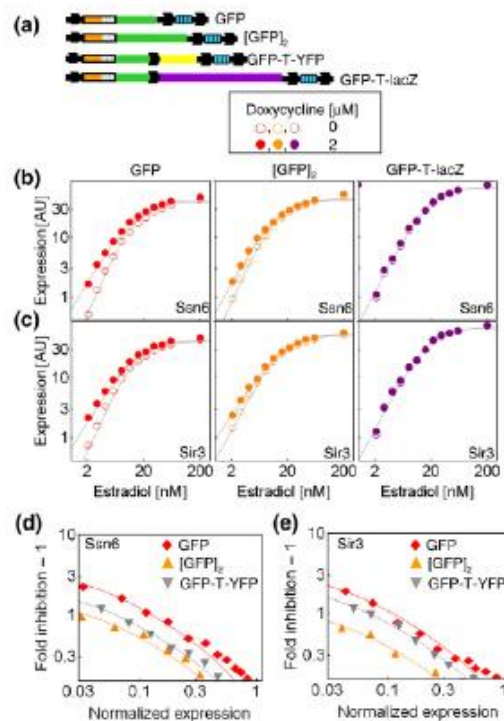 (a)
GFP
[GFP]2
GFP-T-YFP
GFP-T-lacZ
Doxycycline [µM]
0
2
GFP
[GFP]2
GFP-T-lacZ
(b)
Expression [AU]
30
10
3
1
Ssn6
Ssn6
Ssn6
(c)
Expression [AU]
30
10
3
1
Sir3
Sir3
Sir3
2 20 200
2 20 200
2 20 200
Estradiol [nM]
Estradiol [nM]
Estradiol [nM]
(d)
Ssn6
GFP
[GFP]2
GFP-T-YFP
Fold inhibition - 1
10
3
1
0.3
0.03 0.1 0.3 1
Normalized expression
(e)
Sir3
GFP
[GFP]2
GFP-T-YFP
Fold inhibition - 1
10
1
0.3
0.03 0.1 0.3 1
Normalized expression